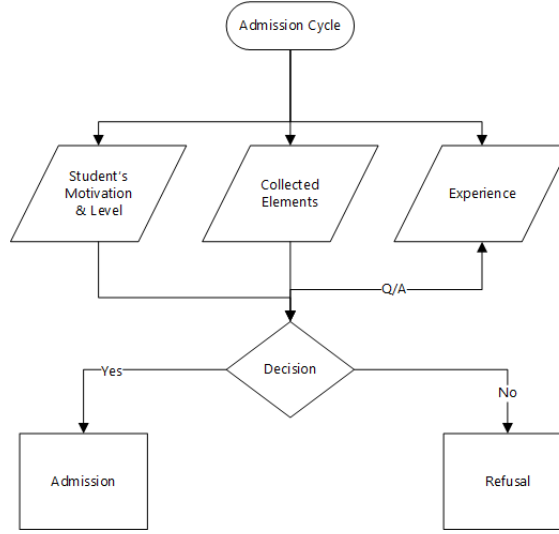 Admission Cycle
Student's
Motivation
& Level
Collected
Elements
Experience
Q/A
Decision
Yes
No
Admission
Refusal